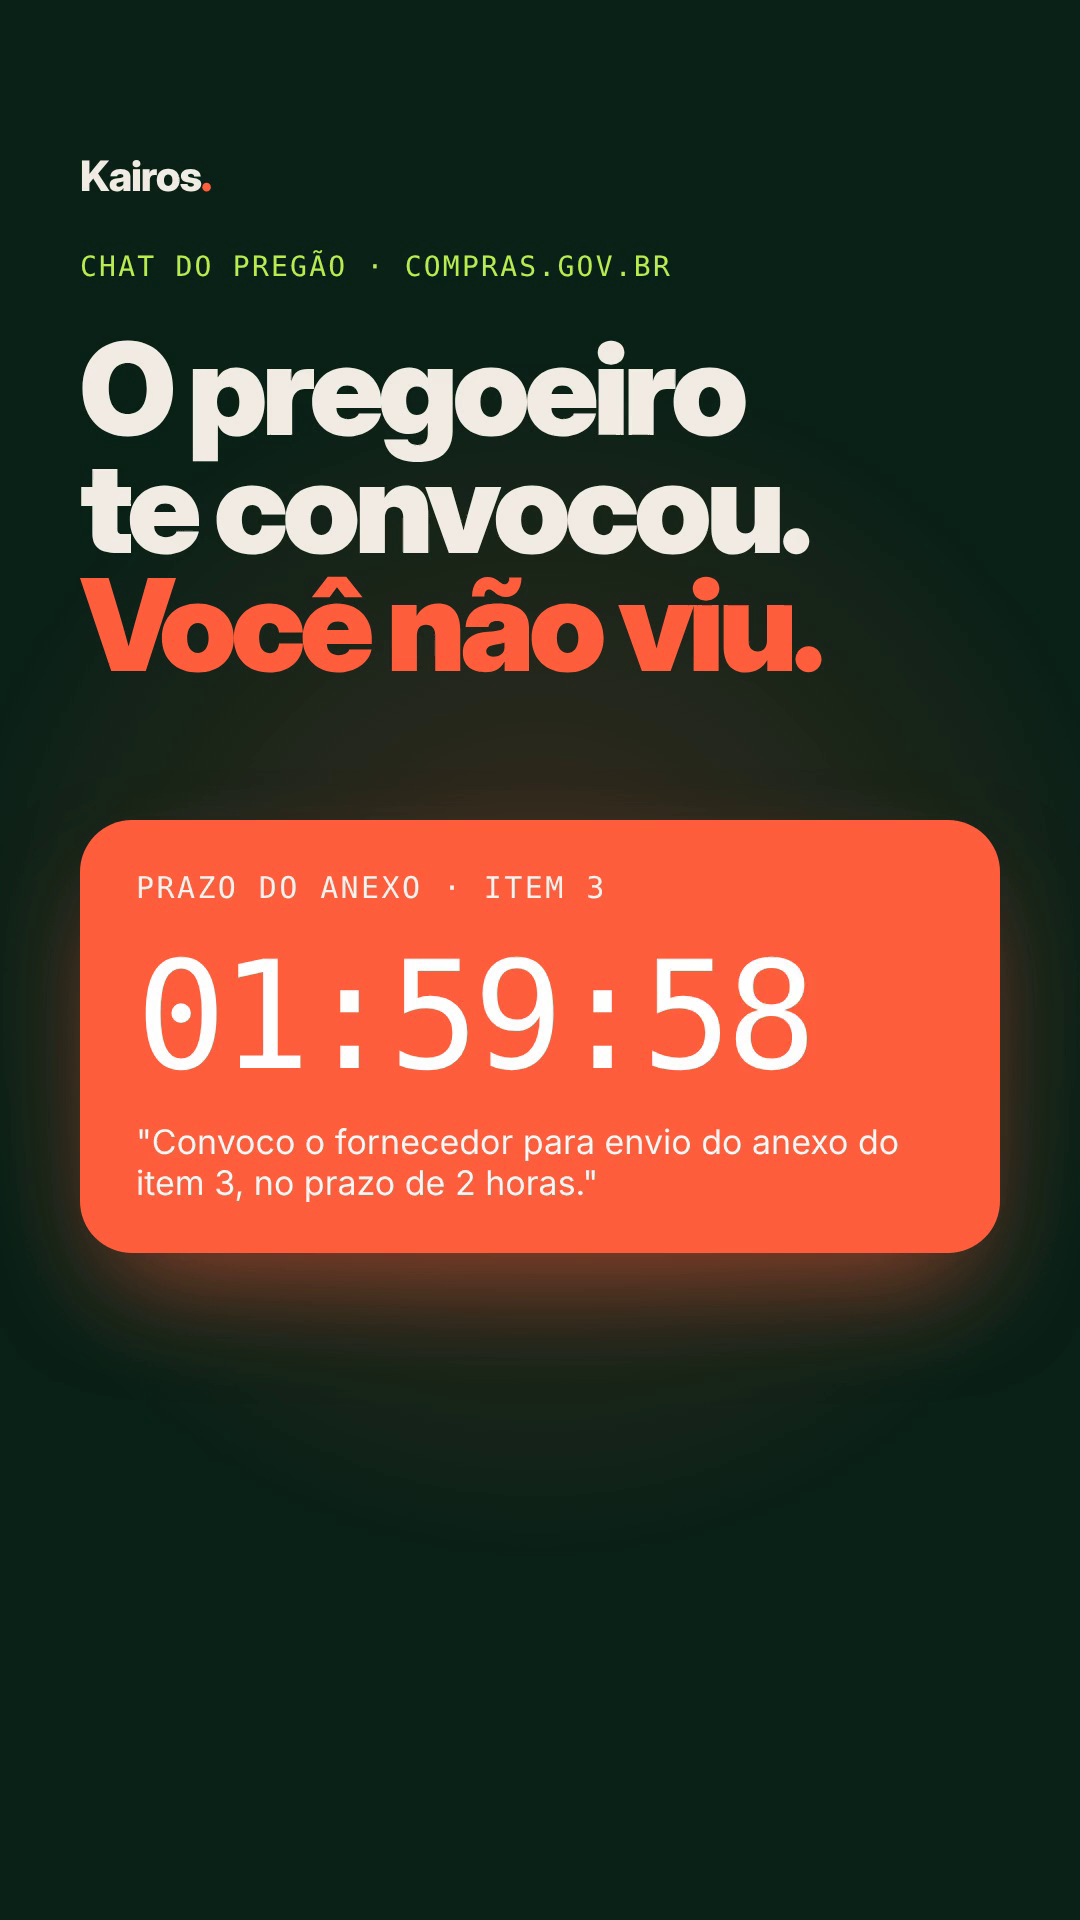 Kairos.
CHAT DO PREGÃO · COMPRAS.GOV.BR
O pregoeiro
te convocou.
Você não viu.
PRAZO DO ANEXO · ITEM 3
01:59:58
"Convoco o fornecedor para envio do anexo do
item 3, no prazo de 2 horas."